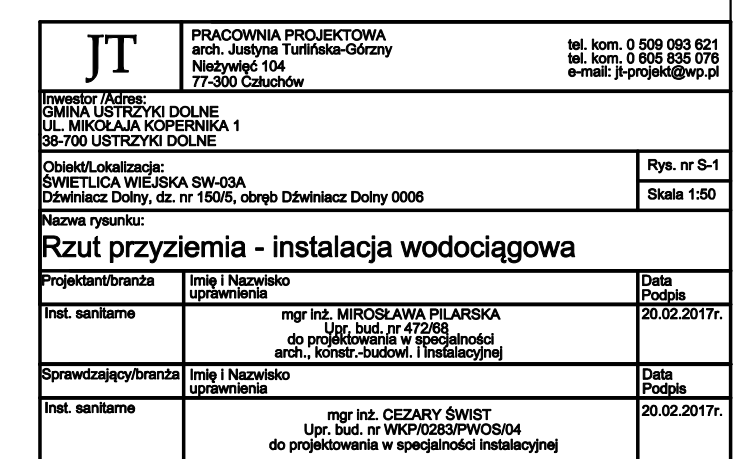 JT
PRACOWNIA PROJEKTOWA
arch. Justyna Turlińska-Górzny
Nieżywięć 104
77-300 Człuchów
tel. kom. 0 509 093 621
tel. kom. 0 605 835 076
e-mail: jt-projekt@wp.pl
Inwestor /Adres:
GMINA USTRZYKI DOLNE
UL. MIKOŁAJA KOPERNIKA 1
38-700 USTRZYKI DOLNE
Obiekt/Lokalizacja:
ŚWIETLICA WIEJSKA SW-03A
Dźwiniacz Dolny, dz. nr 150/5, obręb Dźwiniacz Dolny 0006
Rys. nr S-1
Skala 1:50
Nazwa rysunku:
Rzut przyziemia - instalacja wodociągowa
Projektant/branża
Imię i Nazwisko
uprawnienia
Data
Podpis
Inst. sanitarne
mgr inż. MIROSŁAWA PILARSKA
Upr. bud. nr 472/68
do projektowania w specjalności
arch., konstr.-budowl. i instalacyjnej
20.02.2017r.
Sprawdzający/branża
Imię i Nazwisko
uprawnienia
Data
Podpis
Inst. sanitarne
mgr inż. CEZARY ŚWIST
Upr. bud. nr WKP/0283/PWOS/04
do projektowania w specjalności instalacyjnej
20.02.2017r.